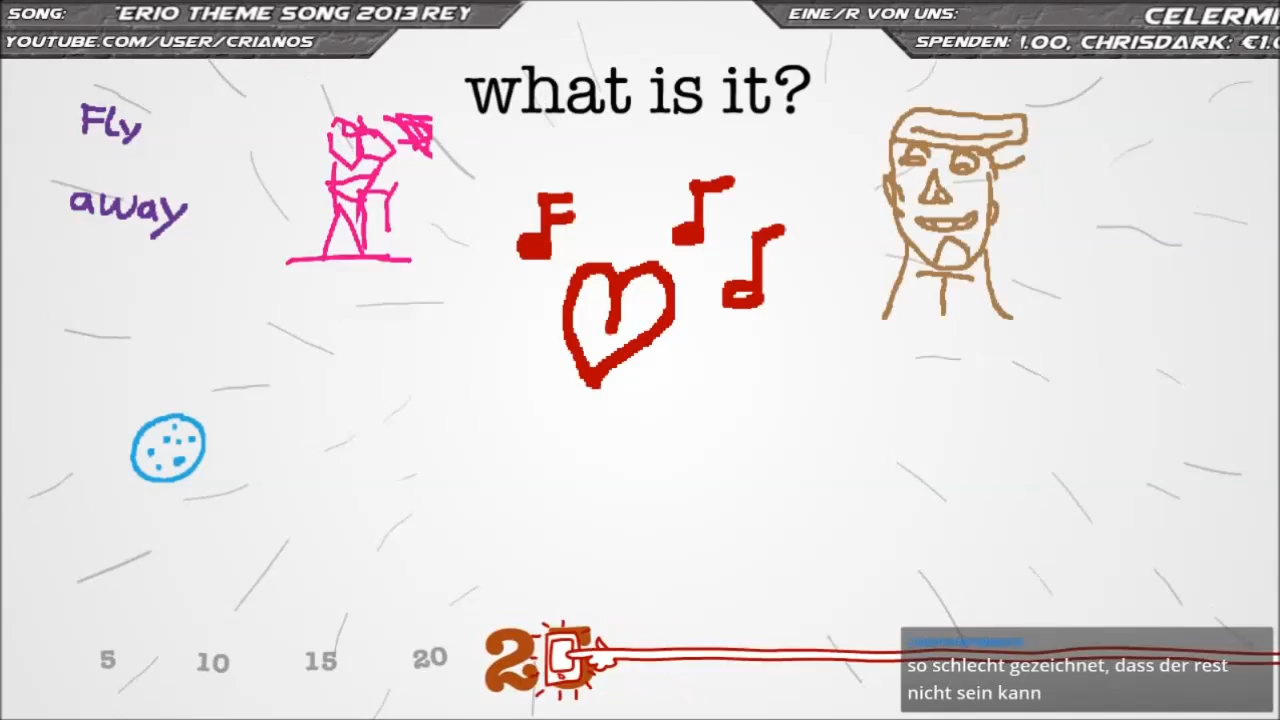 SONG: 'ERIO THEME SONG 2013 REY
YOUTUBE.COM/USER/CRIANOS
EINE/R VON UNS: CELERMI
SPENDEN: 1.00, CHRISDARK: €1.0
what is it?
Fly
away
5 10 15 20 2
so schlecht gezeichnet, dass der rest
nicht sein kann